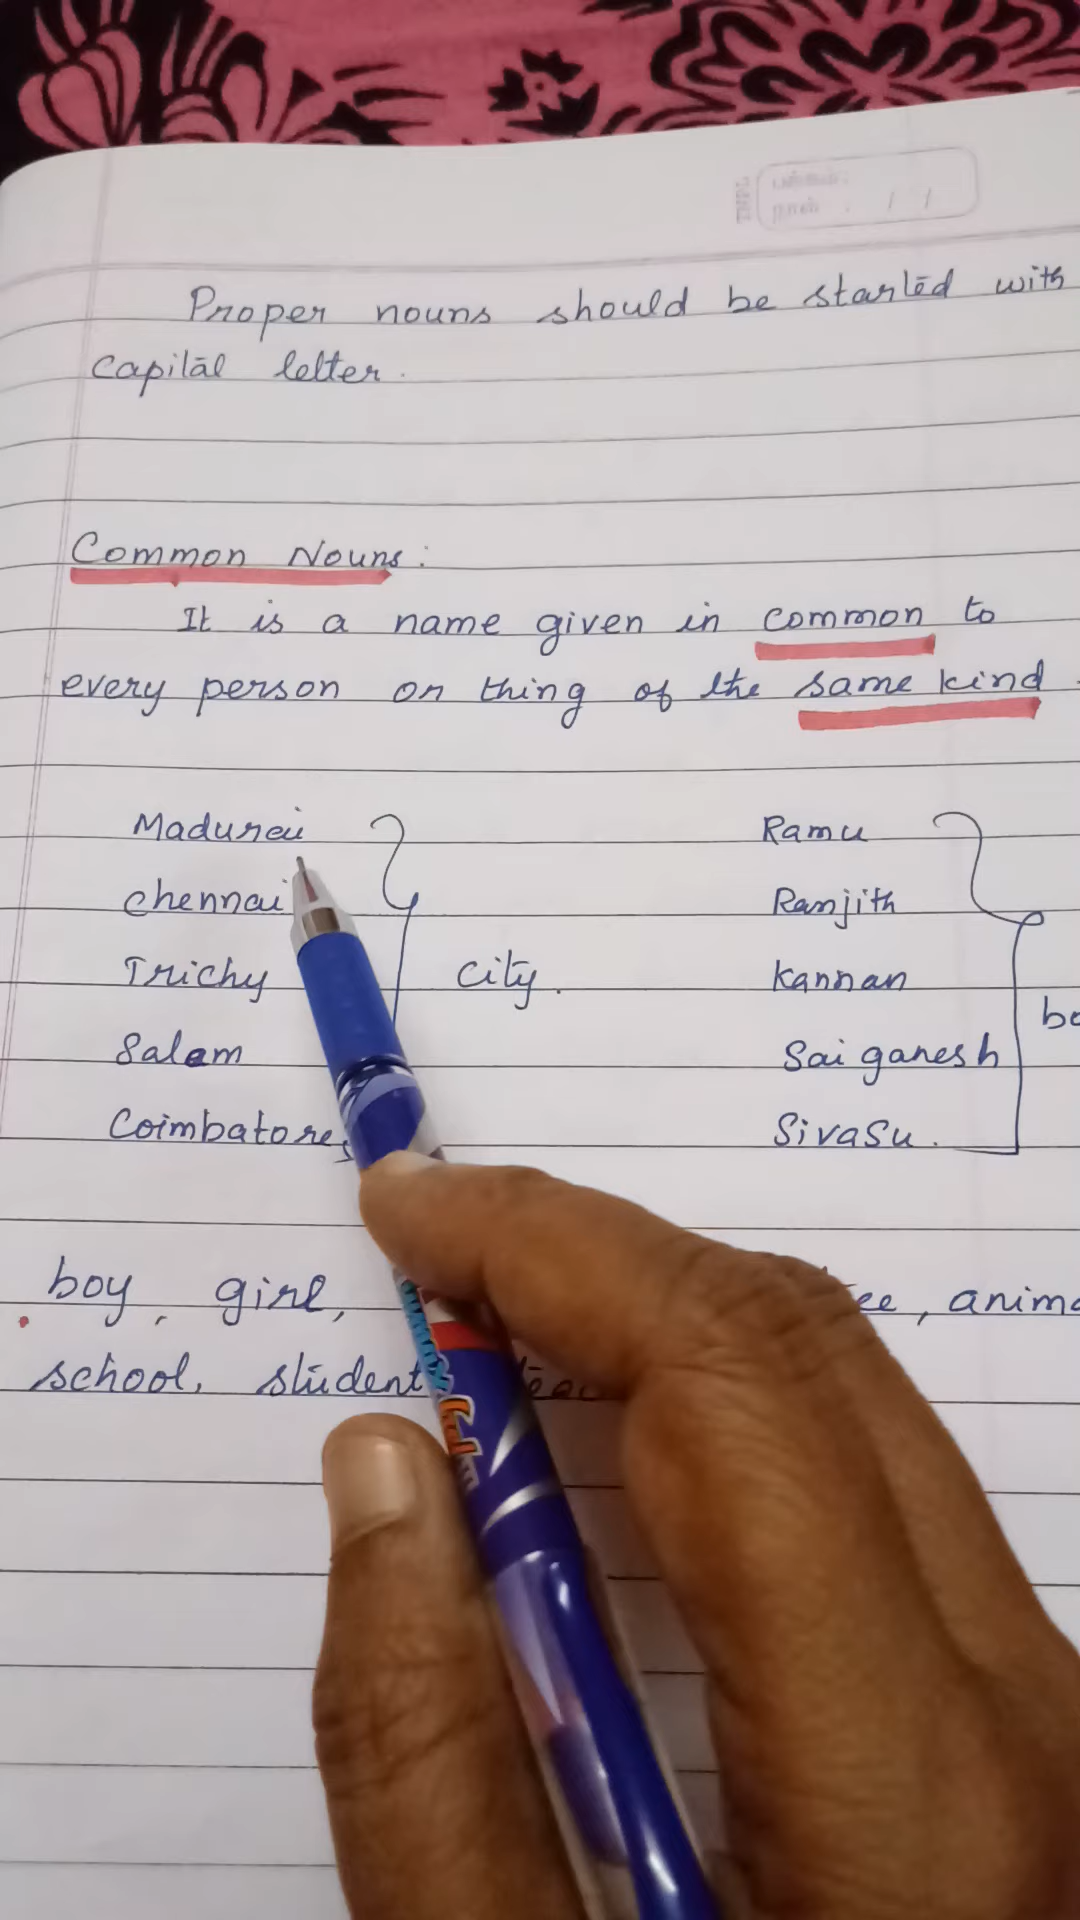 Proper nouns should be started with
capital letter.
Common Nouns:
It is a name given in common to
every person or thing of the same kind.
Madurai
Chennai
Trichy
Salem
Coimbatore,
City.
Ramu
Ranjith
Kannan
Sai ganesh
Sivasu.
boy, girl,
school, student